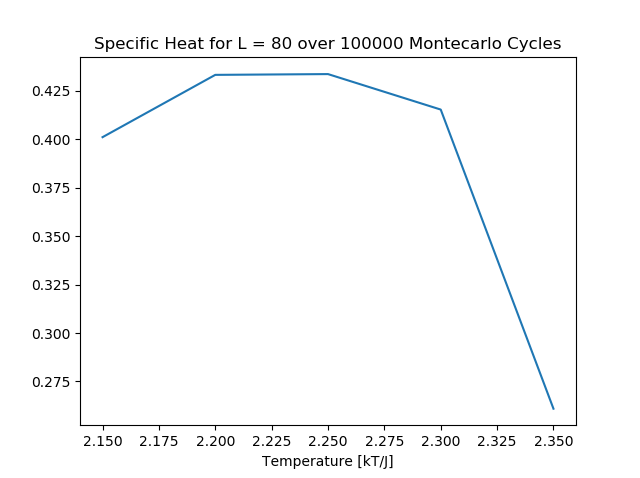 Specific Heat for L = 80 over 100000 Montecarlo Cycles
0.425
0.400
0.375
0.350
0.325
0.300
0.275
2.150 2.175 2.200 2.225 2.250 2.275 2.300 2.325 2.350
Temperature [kT/J]